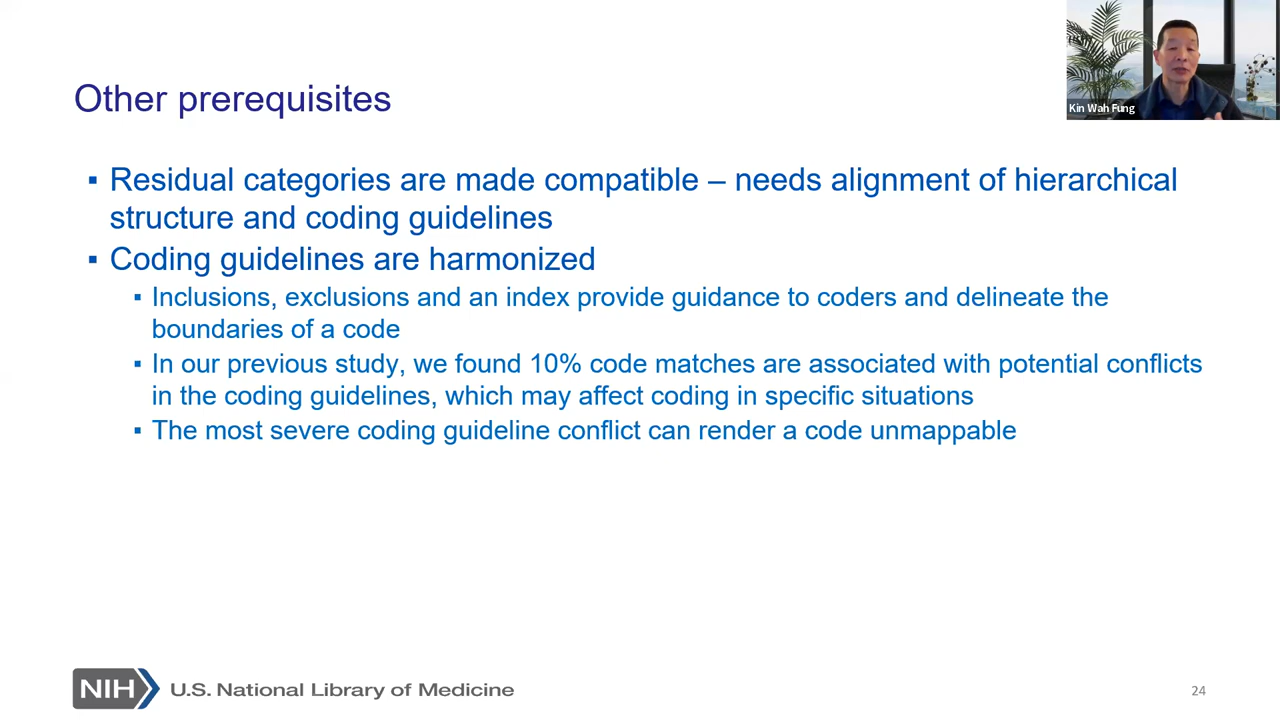 Kin Wah Fung
Other prerequisites
▪ Residual categories are made compatible – needs alignment of hierarchical
structure and coding guidelines
▪ Coding guidelines are harmonized
▪ Inclusions, exclusions and an index provide guidance to coders and delineate the
boundaries of a code
▪ In our previous study, we found 10% code matches are associated with potential conflicts
in the coding guidelines, which may affect coding in specific situations
▪ The most severe coding guideline conflict can render a code unmappable
NIH U.S. National Library of Medicine
24